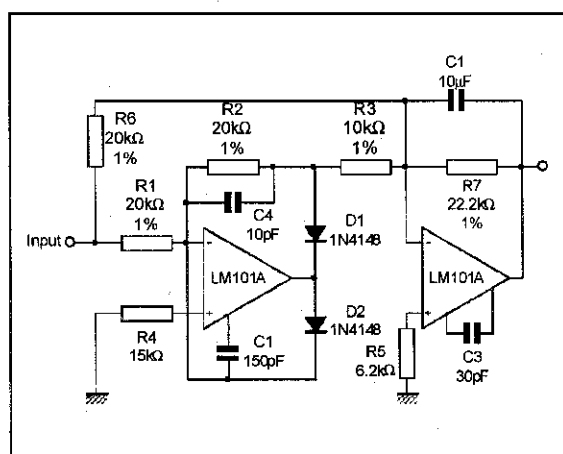 C1
10µF
R2
20kΩ
1%
R3
10kΩ
1%
R6
20kΩ
1%
R1
20kΩ
1%
R7
22.2kΩ
1%
C4
10pF
D1
1N4148
Input
-
LM101A
+
-
LM101A
+
D2
1N4148
R4
15kΩ
C1
150pF
R5
6.2kΩ
C3
30pF